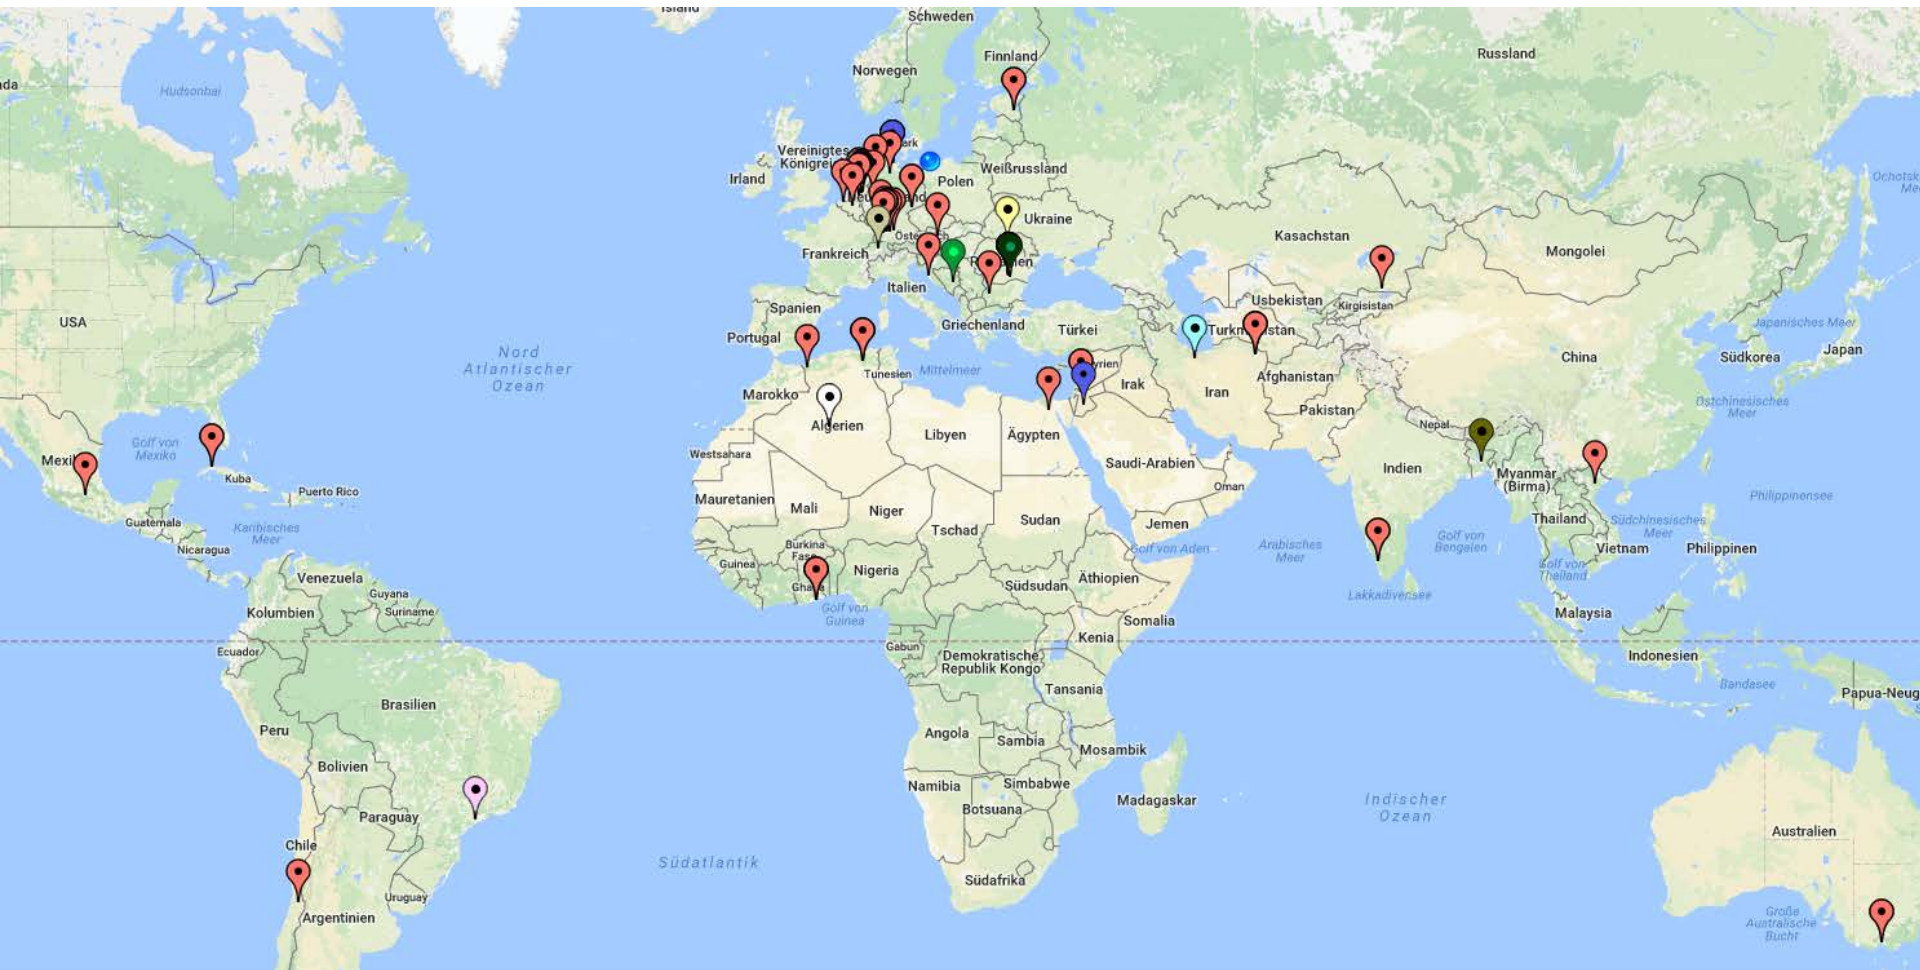 Schweden
Finnland
Norwegen
Russland
Hudsonbai
Vereinigtes
Königreich
Irland
Polen
Weißrussland
Ukraine
Frankreich
Italien
Kasachstan
Mongolei
Usbekistan
Kirgisistan
USA
Spanien
Portugal
Griechenland
Türkei
Japanisches Meer
Nord
Atlantischer
Ozean
China
Südkorea
Japan
Tunesien
Mittelmeer
Marokko
Irak
Iran
Afghanistan
Pakistan
Ostchinesisches
Meer
Algerien
Libyen
Ägypten
Nepal
Golf von
Mexiko
Westsahara
Saudi-Arabien
Indien
Myanmar
(Birma)
Kuba
Puerto Rico
Oman
Mauretanien
Mali
Niger
Philippinensee
Guatemala
Karibisches
Meer
Tschad
Sudan
Jemen
Thailand
Südchinesisches
Meer
Nicaragua
Burkina
Guinea
Golf von Aden
Arabisches
Meer
Golf von
Bengalen
Vietnam
Philippinen
Venezuela
Nigeria
Südsudan
Äthiopien
Golf von
Thailand
Guyana
Suriname
Kolumbien
Golf von
Guinea
Lakkadivensee
Malaysia
Somalia
Ecuador
Gabun
Kenia
Demokratische
Republik Kongo
Indonesien
Tansania
Bandasee
Papua-Neug
Brasilien
Peru
Angola
Sambia
Mosambik
Bolivien
Namibia
Simbabwe
Botsuana
Madagaskar
Indischer
Ozean
Paraguay
Australien
Chile
Südatlantik
Südafrika
Uruguay
Argentinien
Große
Australische
Bucht